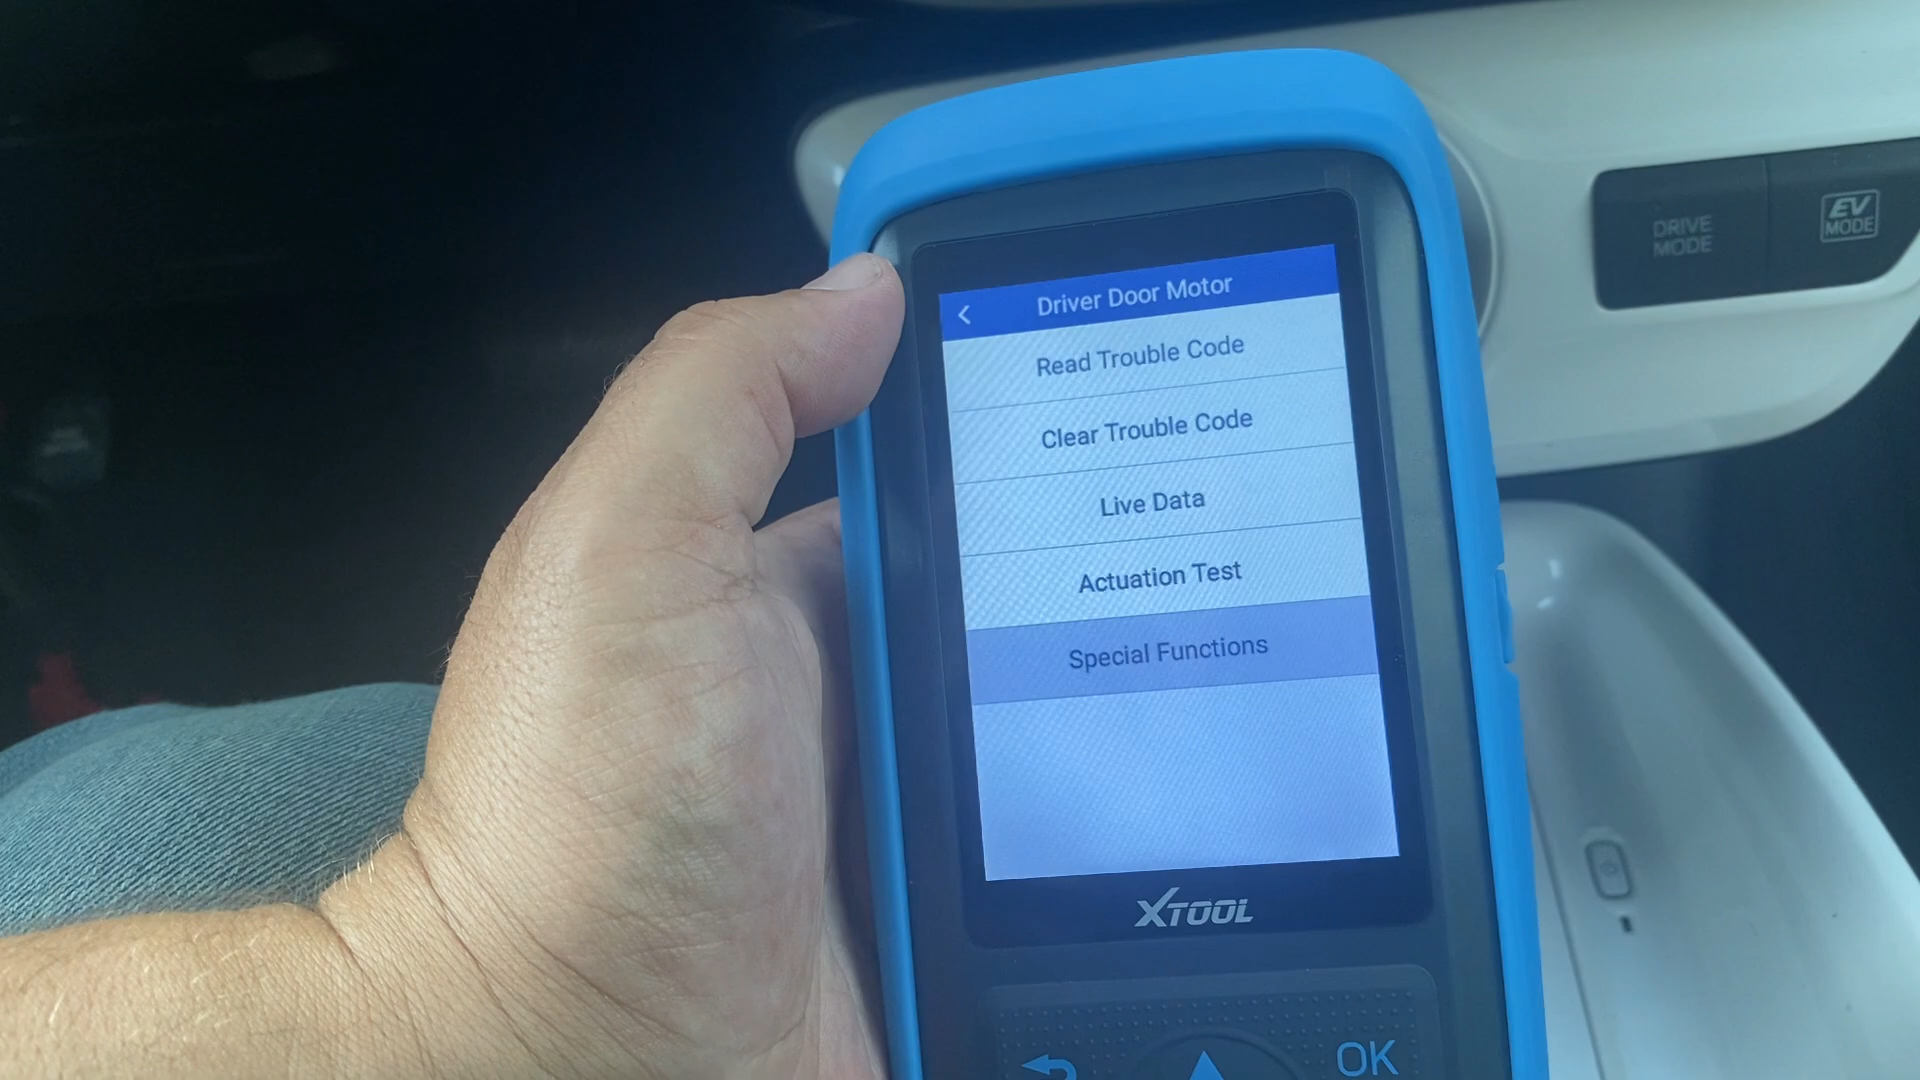 Driver Door Motor
Read Trouble Code
Clear Trouble Code
Live Data
Actuation Test
Special Functions
XTOOL
OK
DRIVE
MODE
EV
MODE